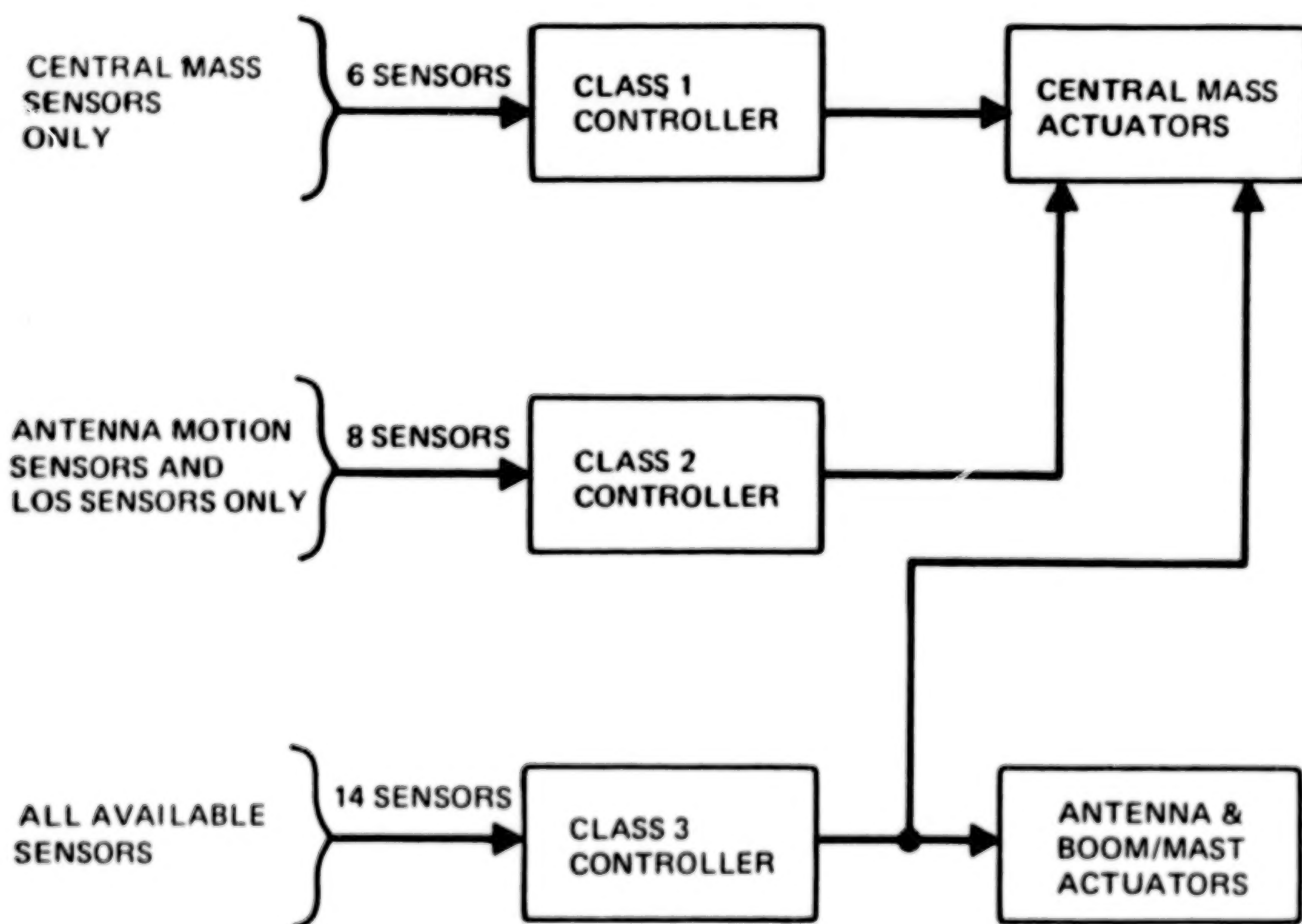 CENTRAL MASS
SENSORS
ONLY
6 SENSORS
CLASS 1
CONTROLLER
CENTRAL MASS
ACTUATORS
ANTENNA MOTION
SENSORS AND
LOS SENSORS ONLY
8 SENSORS
CLASS 2
CONTROLLER
ALL AVAILABLE
SENSORS
14 SENSORS
CLASS 3
CONTROLLER
ANTENNA &
BOOM/MAST
ACTUATORS